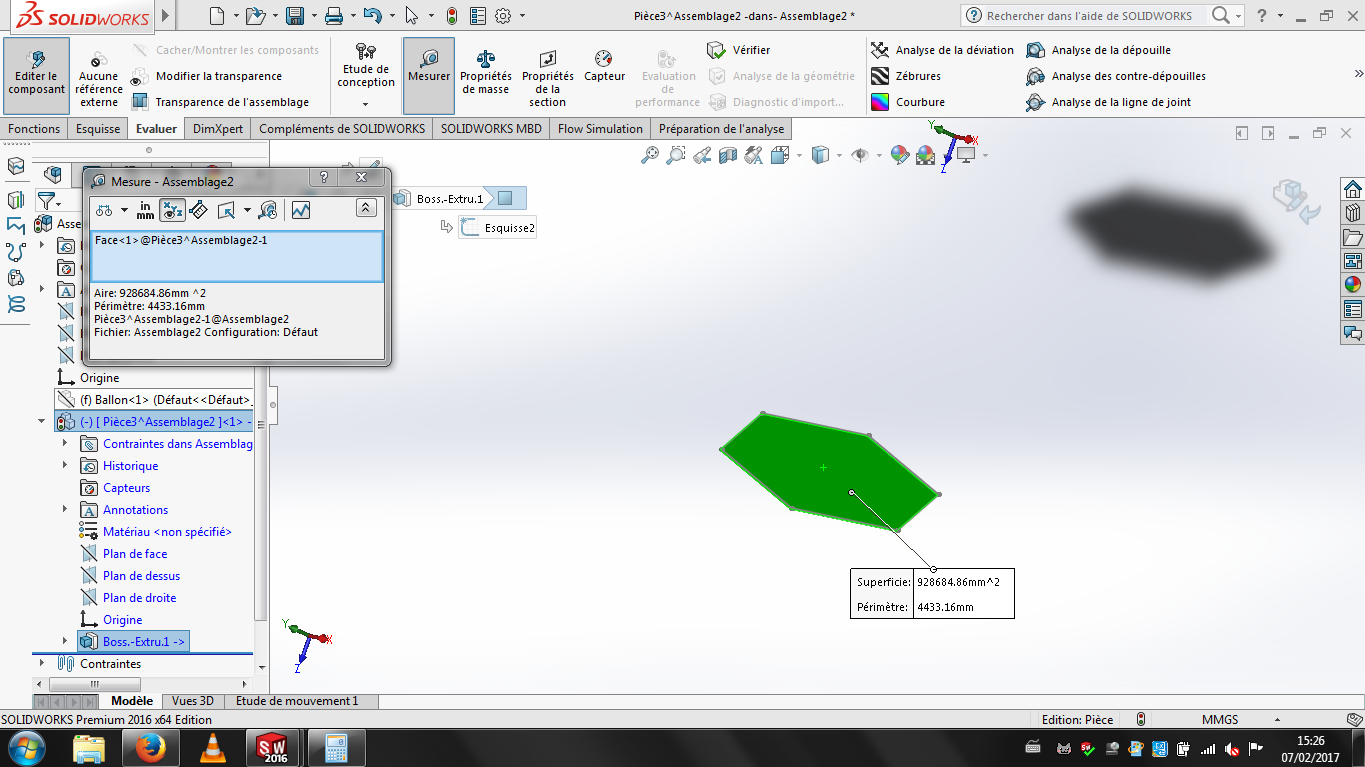 SOLIDWORKS
Pièce3^Assemblage2 -dans- Assemblage2 *
Rechercher dans l'aide de SOLIDWORKS
Editer le composant
Aucune référence externe
Cacher/Montrer les composants
Modifier la transparence
Transparence de l'assemblage
Etude de conception
Mesurer
Propriétés de masse
Propriétés de la section
Capteur
Evaluation de performance
Vérifier
Analyse de la géométrie
Diagnostic d'import...
Analyse de la déviation
Zébrures
Courbure
Analyse de la dépouille
Analyse des contre-dépouilles
Analyse de la ligne de joint
Fonctions
Esquisse
Evaluer
DimXpert
Compléments de SOLIDWORKS
SOLIDWORKS MBD
Flow Simulation
Préparation de l'analyse
Mesure - Assemblage2
in
mm
Face<1>@Pièce3^Assemblage2-1
Aire: 928684.86mm ^2
Périmètre: 4433.16mm
Pièce3^Assemblage2-1@Assemblage2
Fichier: Assemblage2 Configuration: Défaut
Boss.-Extru.1
Esquisse2
Y
X
Z
Asse
Origine
(f) Ballon<1> (Défaut<<Défaut>_
(-) [ Pièce3^Assemblage2 ]<1> -
Contraintes dans Assemblag
Historique
Capteurs
Annotations
Matériau <non spécifié>
Plan de face
Plan de dessus
Plan de droite
Origine
Boss.-Extru.1 ->
Contraintes
Superficie: 928684.86mm^2
Périmètre: 4433.16mm
Y
X
Z
Modèle
Vues 3D
Etude de mouvement 1
SOLIDWORKS Premium 2016 x64 Edition
Edition: Pièce
MMGS
SW
2016
15:26
07/02/2017